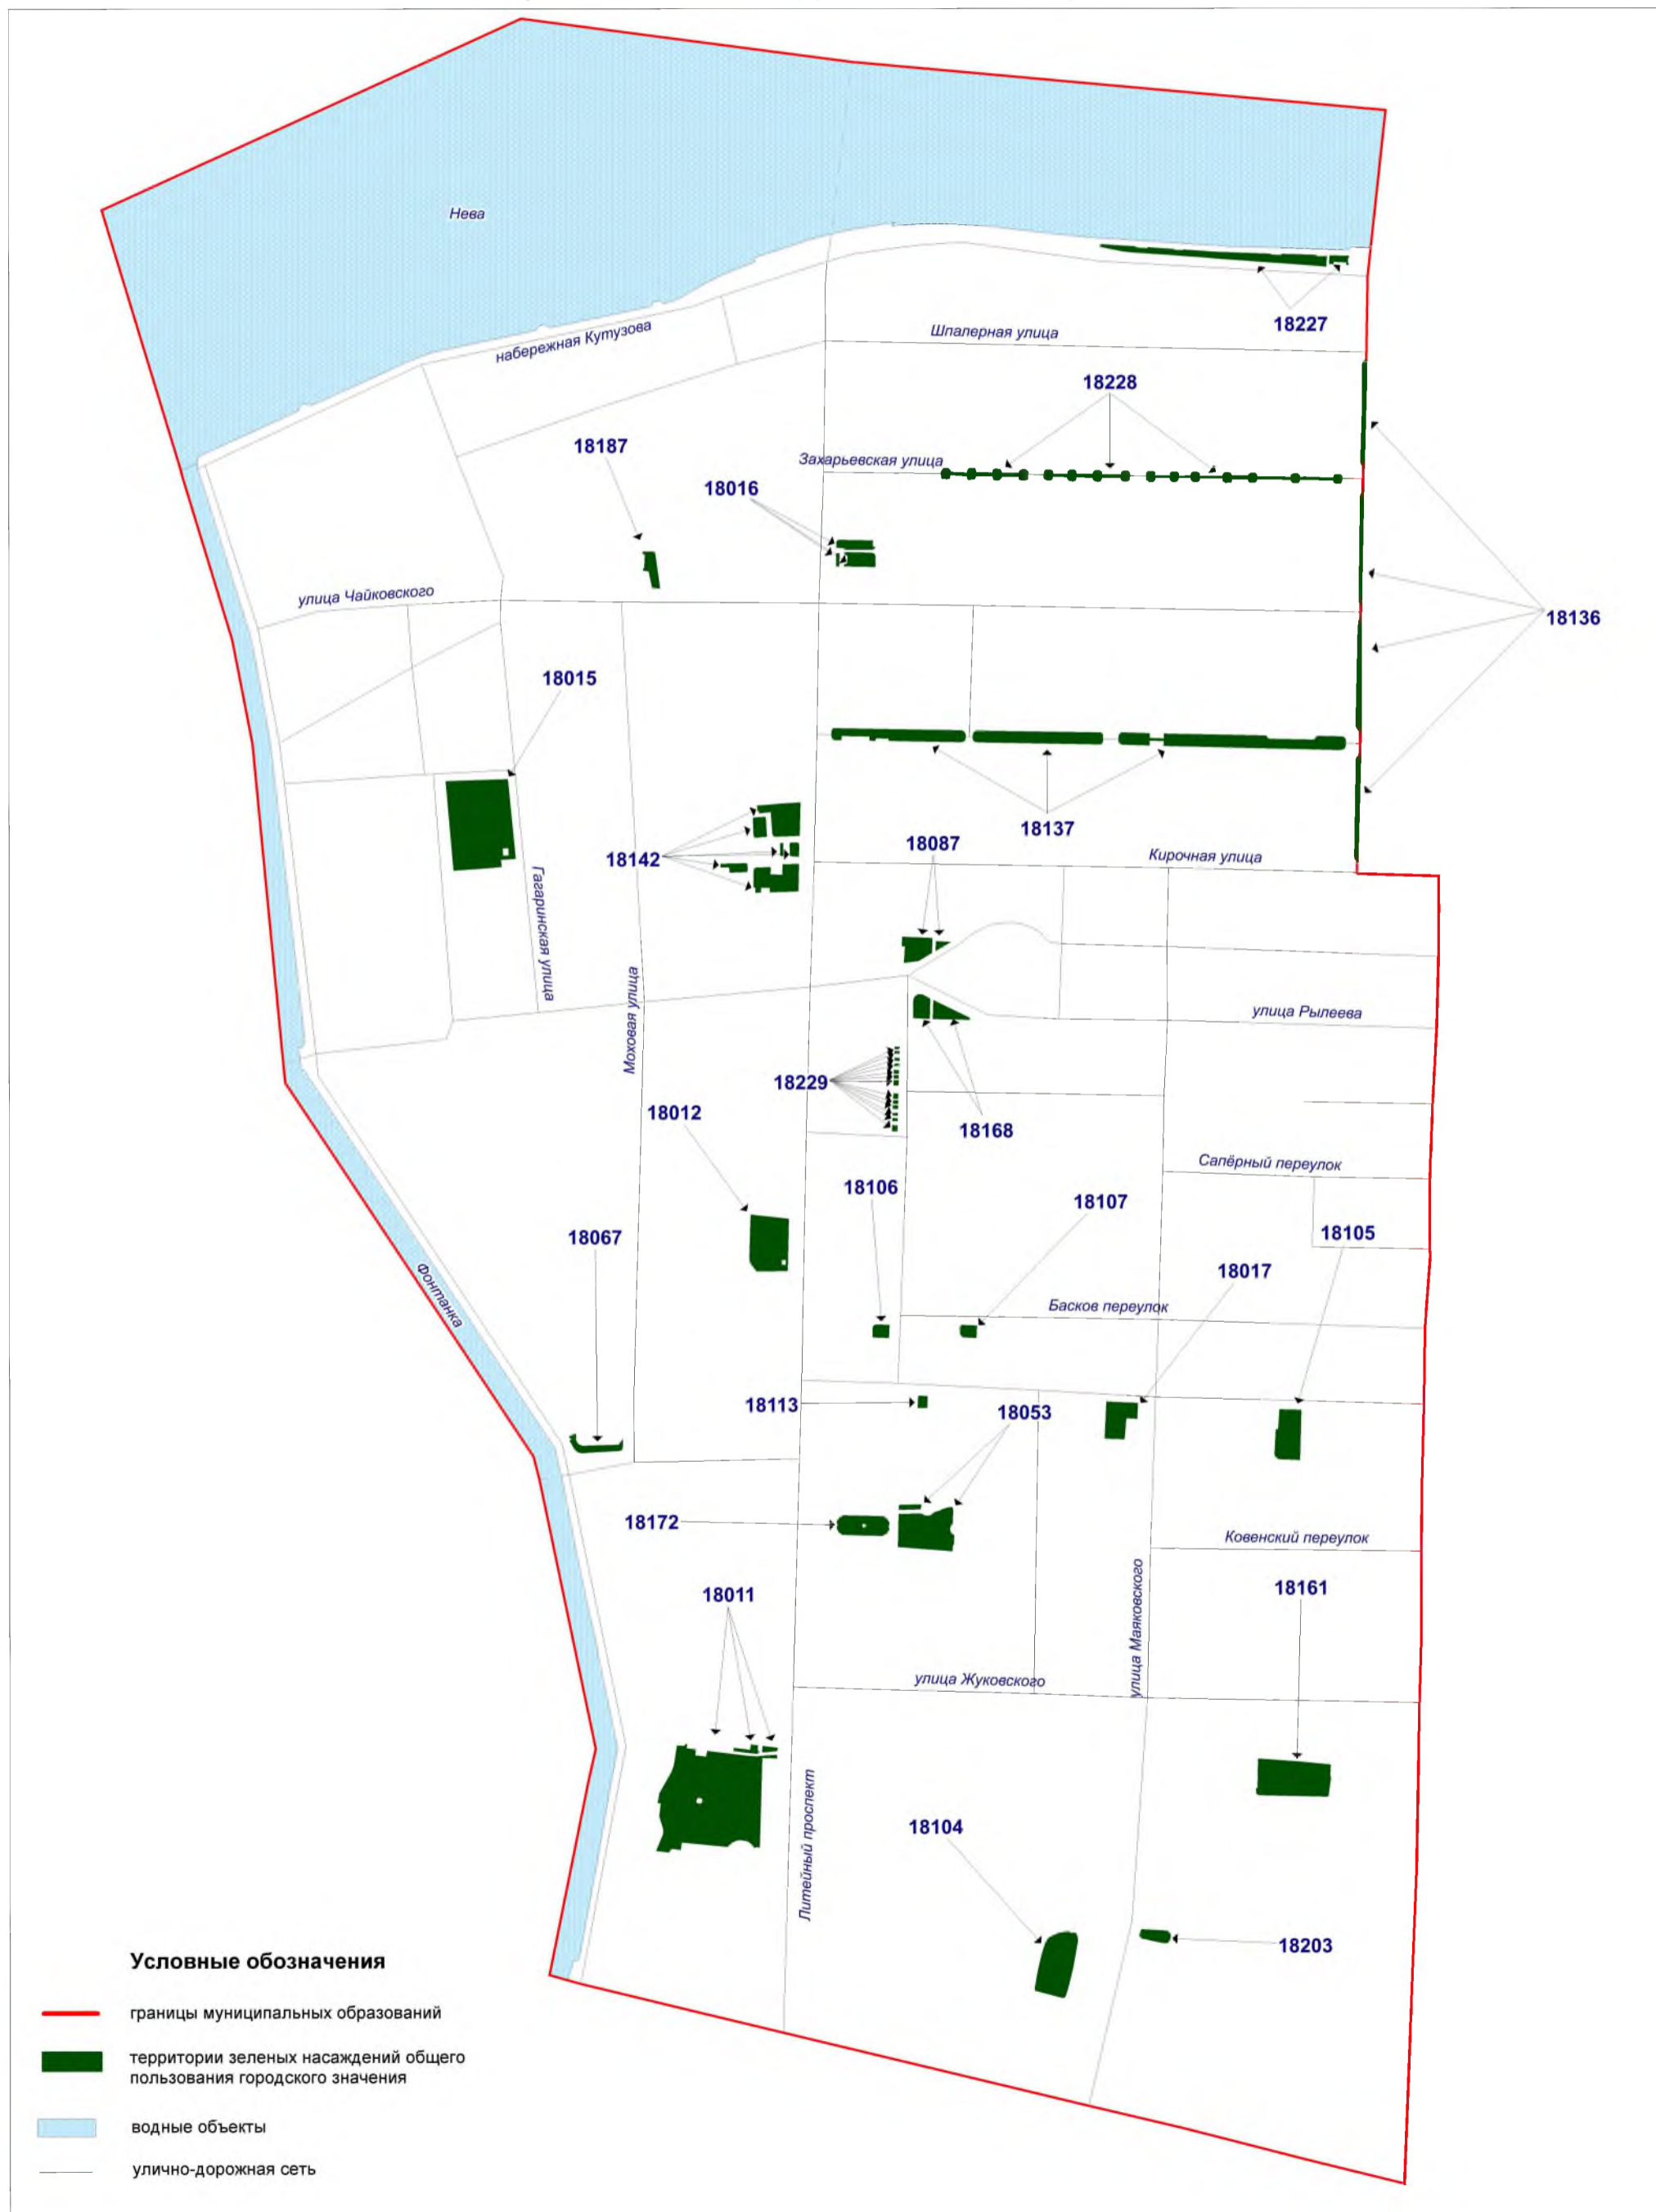 Нева
18227
набережная Кутузова
Шпалерная улица
18228
18187
Захарьевская улица
18016
улица Чайковского
18136
18015
18137
18087
18142
Кирочная улица
Гагаринская улица
Моховая улица
улица Рылеева
18229
18012
18168
Сапёрный переулок
18106
18107
18067
18105
18017
Фонтанка
Басков переулок
18113
18053
18172
Ковенский переулок
18011
18161
улица Маяковского
улица Жуковского
Литейный проспект
18104
18203
Условные обозначения
границы муниципальных образований
территории зеленых насаждений общего
пользования городского значения
водные объекты
улично-дорожная сеть